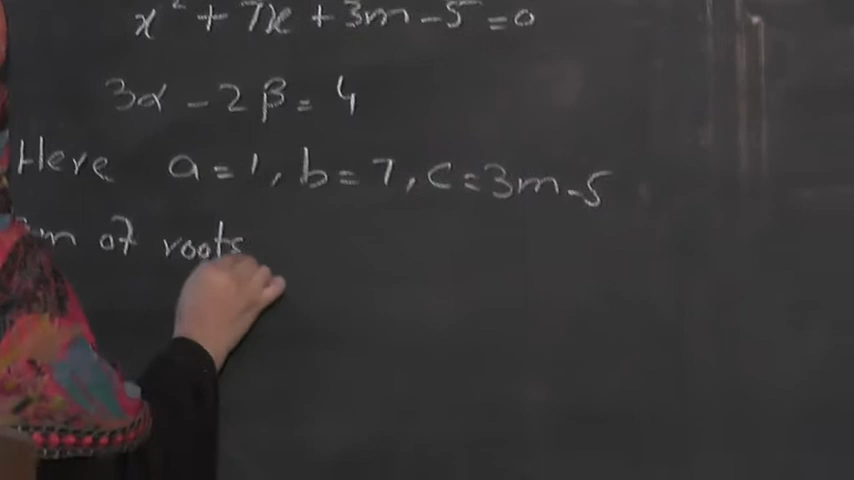 x² + 7x + 3m - 5 = 0
3α - 2β = 4
Here a = 1, b = 7, c = 3m - 5
of roots